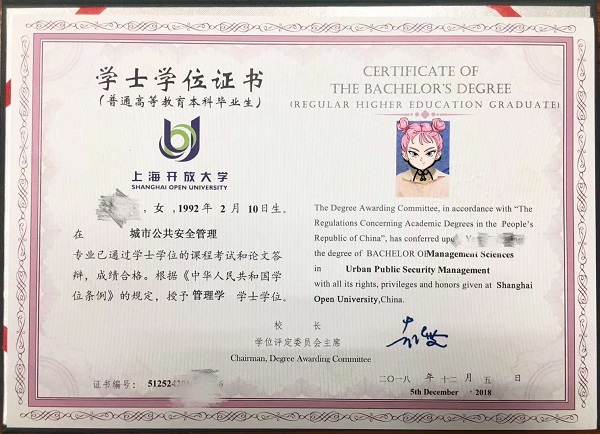 学士学位证书
(普通高等教育本科毕业生)
上海开放大学
SHANGHAI OPEN UNIVERSITY
，女，1992年 2 月 10日生。
在 城市公共安全管理
专业已通过学士学位的课程考试和论文答
辩，成绩合格。根据《中华人民共和国学
位条例》的规定，授予 管理学 学士学位。
CERTIFICATE OF
THE BACHELOR'S DEGREE
(REGULAR HIGHER EDUCATION GRADUATE)
The Degree Awarding Committee, in accordance with "The
Regulations Concerning Academic Degrees in the People's
Republic of China", has conferred upon
the degree of BACHELOR OF Management Sciences
in Urban Public Security Management
with all its rights, privileges and honors given at Shanghai
Open University,China.
校 长
学位评定委员会主席
Chairman, Degree Awarding Committee
证书编号：
二〇一八 年 十二 月 五 日
5th December 2018